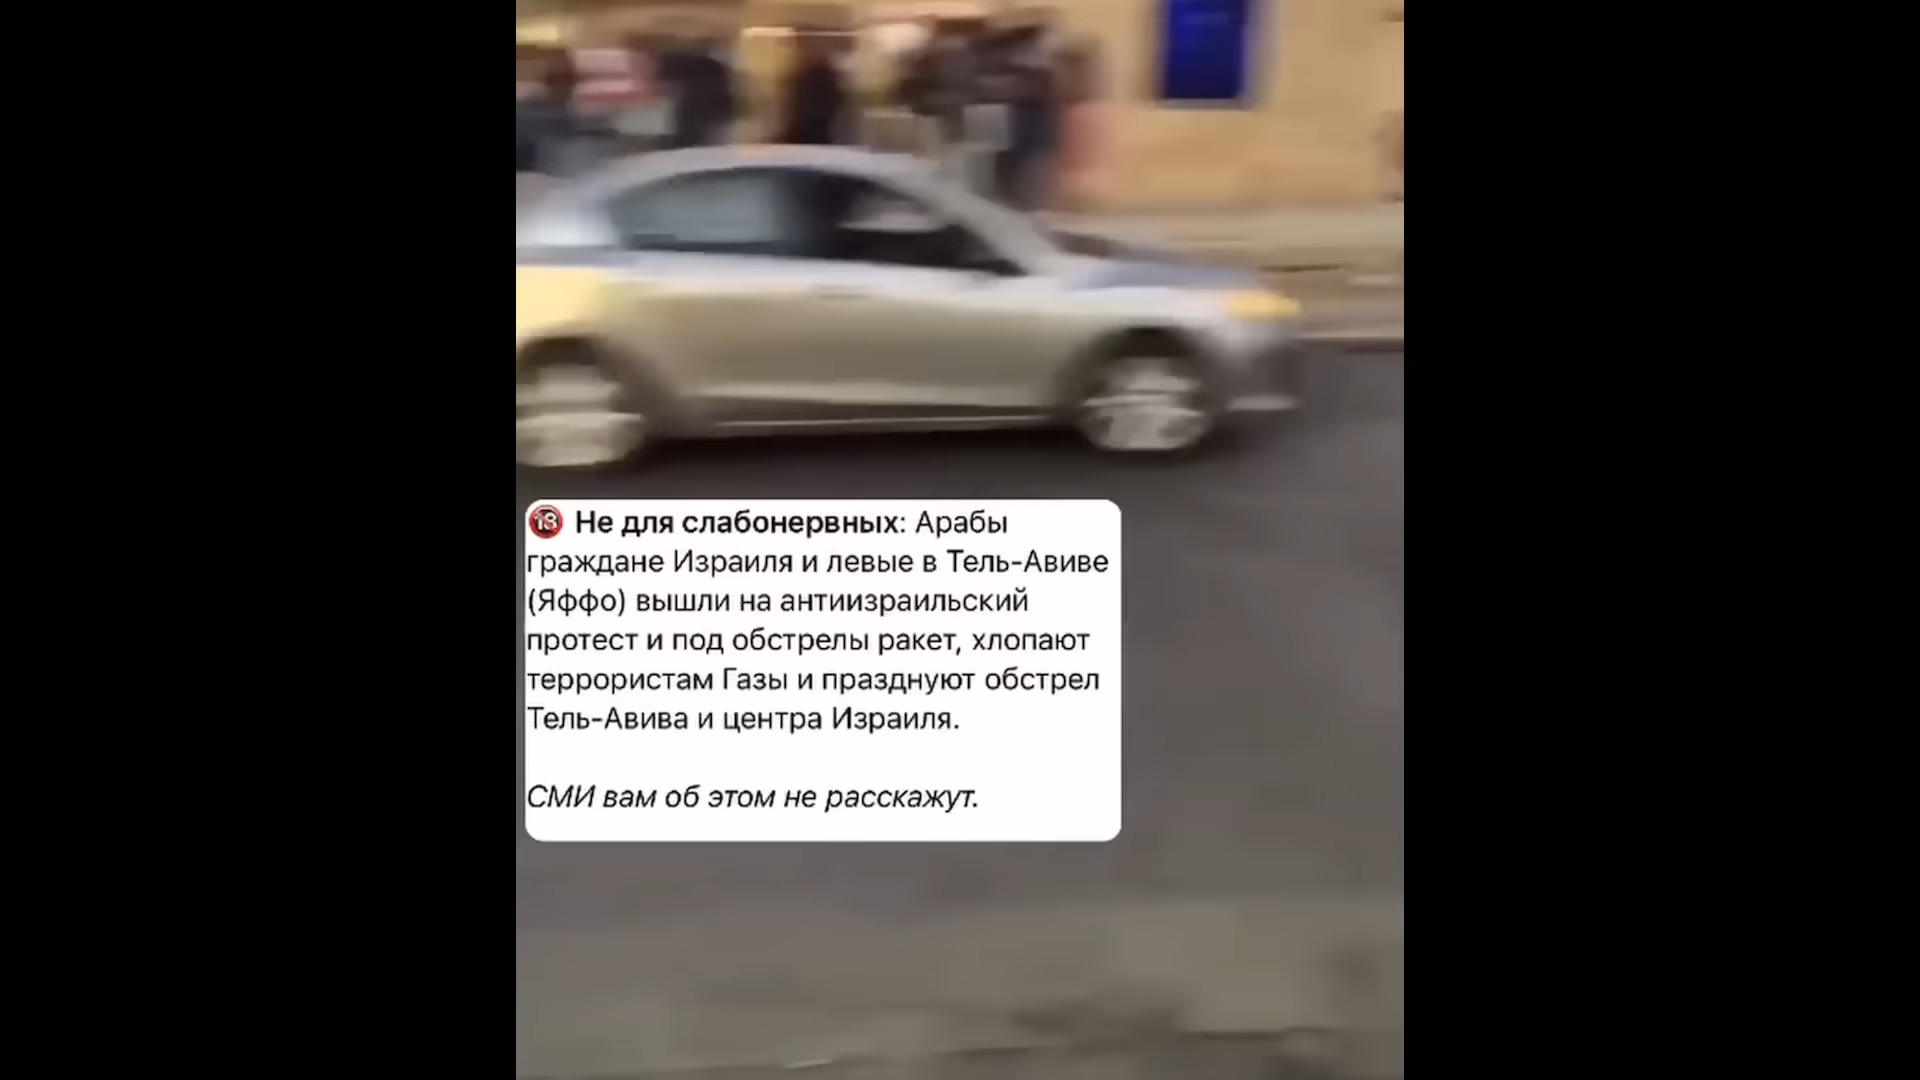 🔞 Не для слабонервных: Арабы
граждане Израиля и левые в Тель-Авиве
(Яффо) вышли на антиизраильский
протест и под обстрелы ракет, хлопают
террористам Газы и празднуют обстрел
Тель-Авива и центра Израиля.
СМИ вам об этом не расскажут.